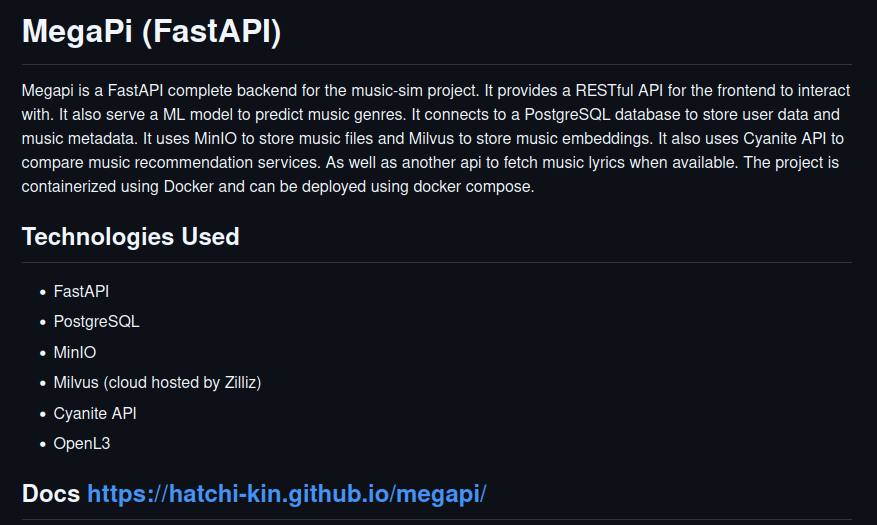 MegaPi (FastAPI)
Megapi is a FastAPI complete backend for the music-sim project. It provides a RESTful API for the frontend to interact
with. It also serve a ML model to predict music genres. It connects to a PostgreSQL database to store user data and
music metadata. It uses MinIO to store music files and Milvus to store music embeddings. It also uses Cyanite API to
compare music recommendation services. As well as another api to fetch music lyrics when available. The project is
containerized using Docker and can be deployed using docker compose.
Technologies Used
• FastAPI
• PostgreSQL
• MinIO
• Milvus (cloud hosted by Zilliz)
• Cyanite API
• OpenL3
Docs https://hatchi-kin.github.io/megapi/